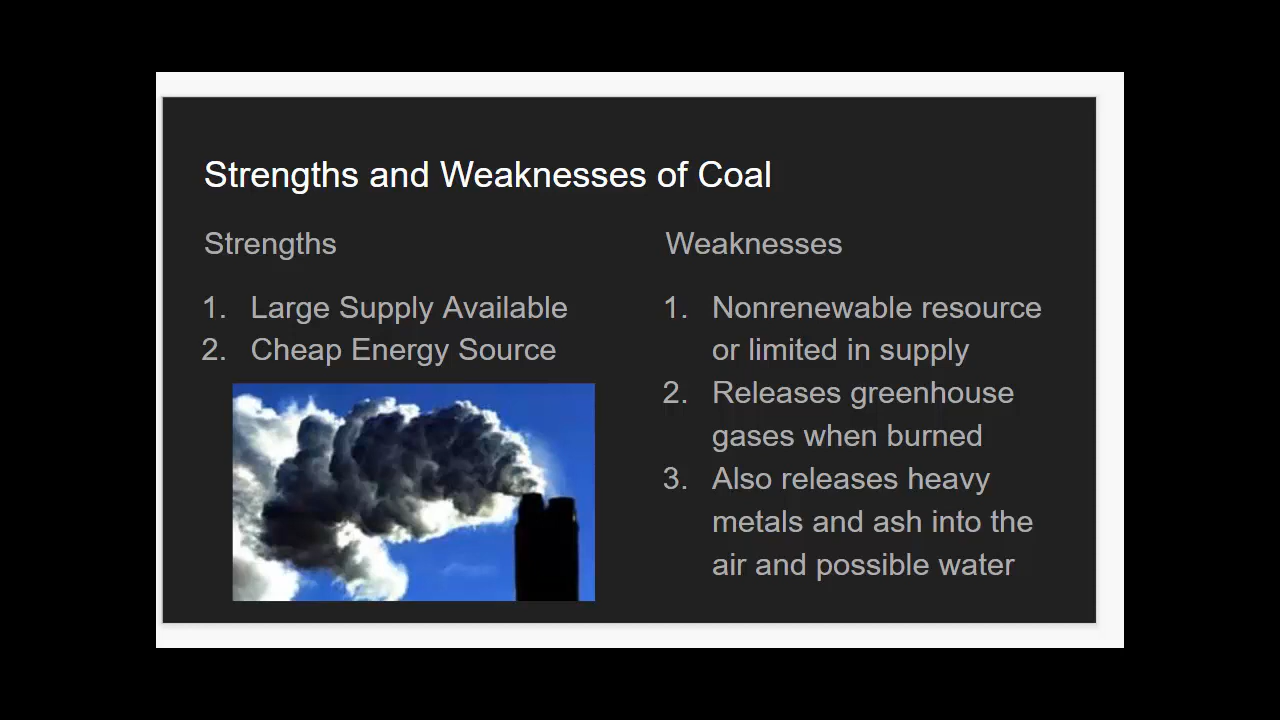 Strengths and Weaknesses of Coal
Strengths
1. Large Supply Available
2. Cheap Energy Source
Weaknesses
1. Nonrenewable resource
or limited in supply
2. Releases greenhouse
gases when burned
3. Also releases heavy
metals and ash into the
air and possible water